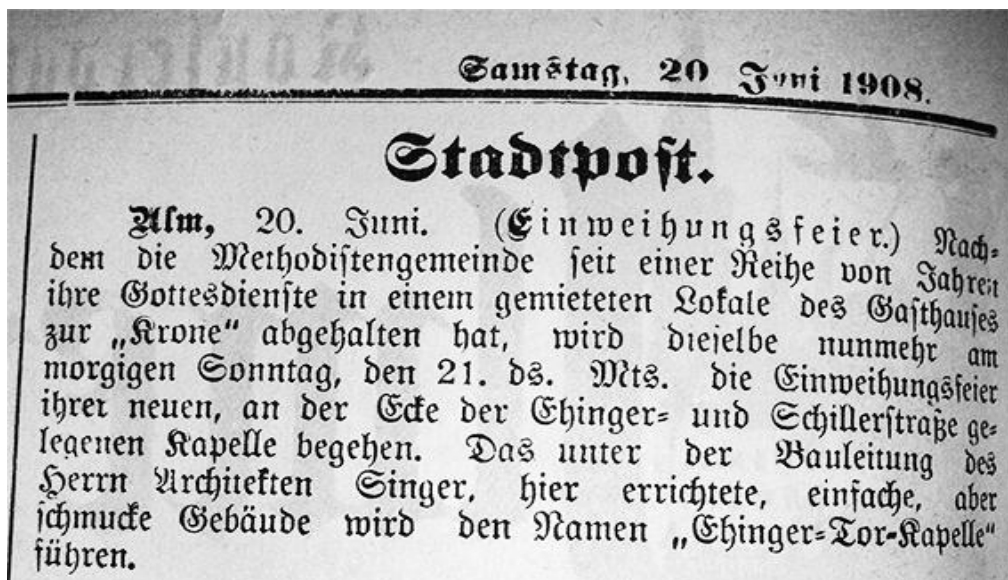 Samstag, 20 Juni 1908.
Stadtpost.
Ulm, 20. Juni. (Einweihungsfeier.) Nach-
dem die Methodistengemeinde seit einer Reihe von Jahren
ihre Gottesdienste in einem gemieteten Lokale des Gasthauses
zur „Krone“ abgehalten hat, wird dieselbe nunmehr am
morgigen Sonntag, den 21. ds. Mts. die Einweihungsfeier
ihrer neuen, an der Ecke der Ehinger- und Schillerstraße ge-
legenen Kapelle begehen. Das unter der Bauleitung des
Herrn Architekten Singer, hier errichtete, einfache, aber
schmucke Gebäude wird den Namen „Ehinger-Tor-Kapelle“
führen.